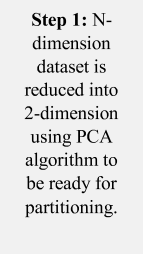 Step 1: N-
dimension
dataset is
reduced into
2-dimension
using PCA
algorithm to
be ready for
partitioning.